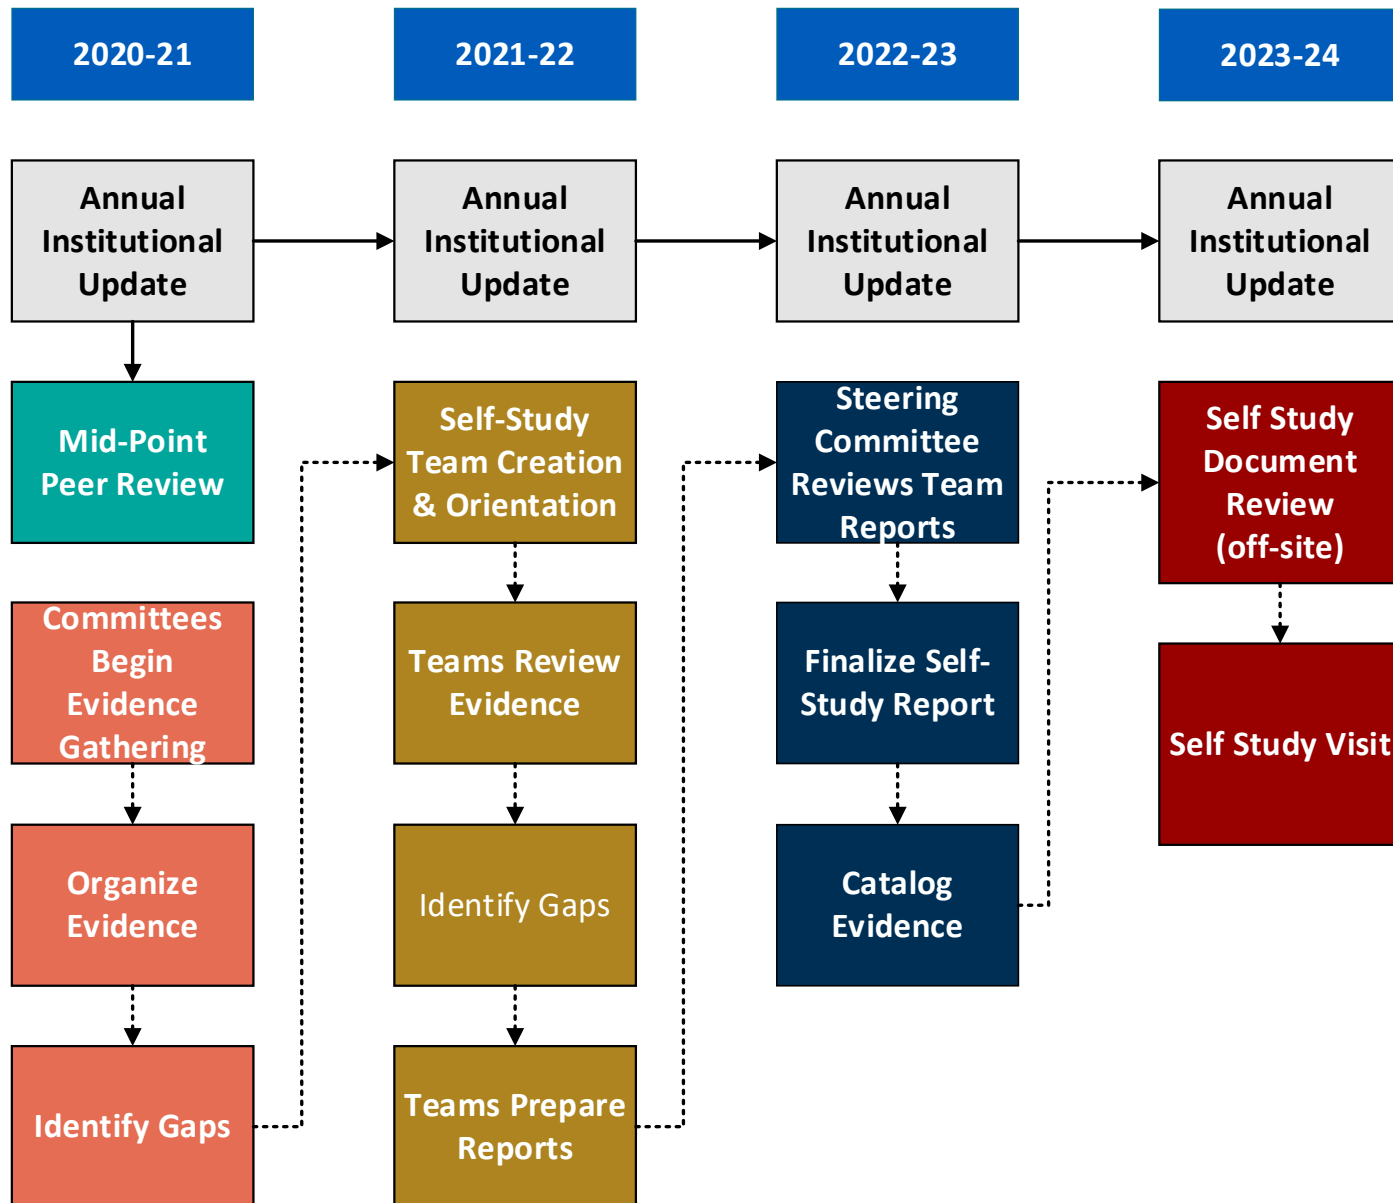 2020-21
2021-22
2022-23
2023-24
Annual
Institutional
Update
Annual
Institutional
Update
Annual
Institutional
Update
Annual
Institutional
Update
Mid-Point
Peer Review
Self-Study
Team Creation
& Orientation
Steering
Committee
Reviews Team
Reports
Self Study
Document
Review
(off-site)
Committees
Begin
Evidence
Gathering
Teams Review
Evidence
Finalize Self-
Study Report
Self Study Visit
Organize
Evidence
Identify Gaps
Catalog
Evidence
Identify Gaps
Teams Prepare
Reports